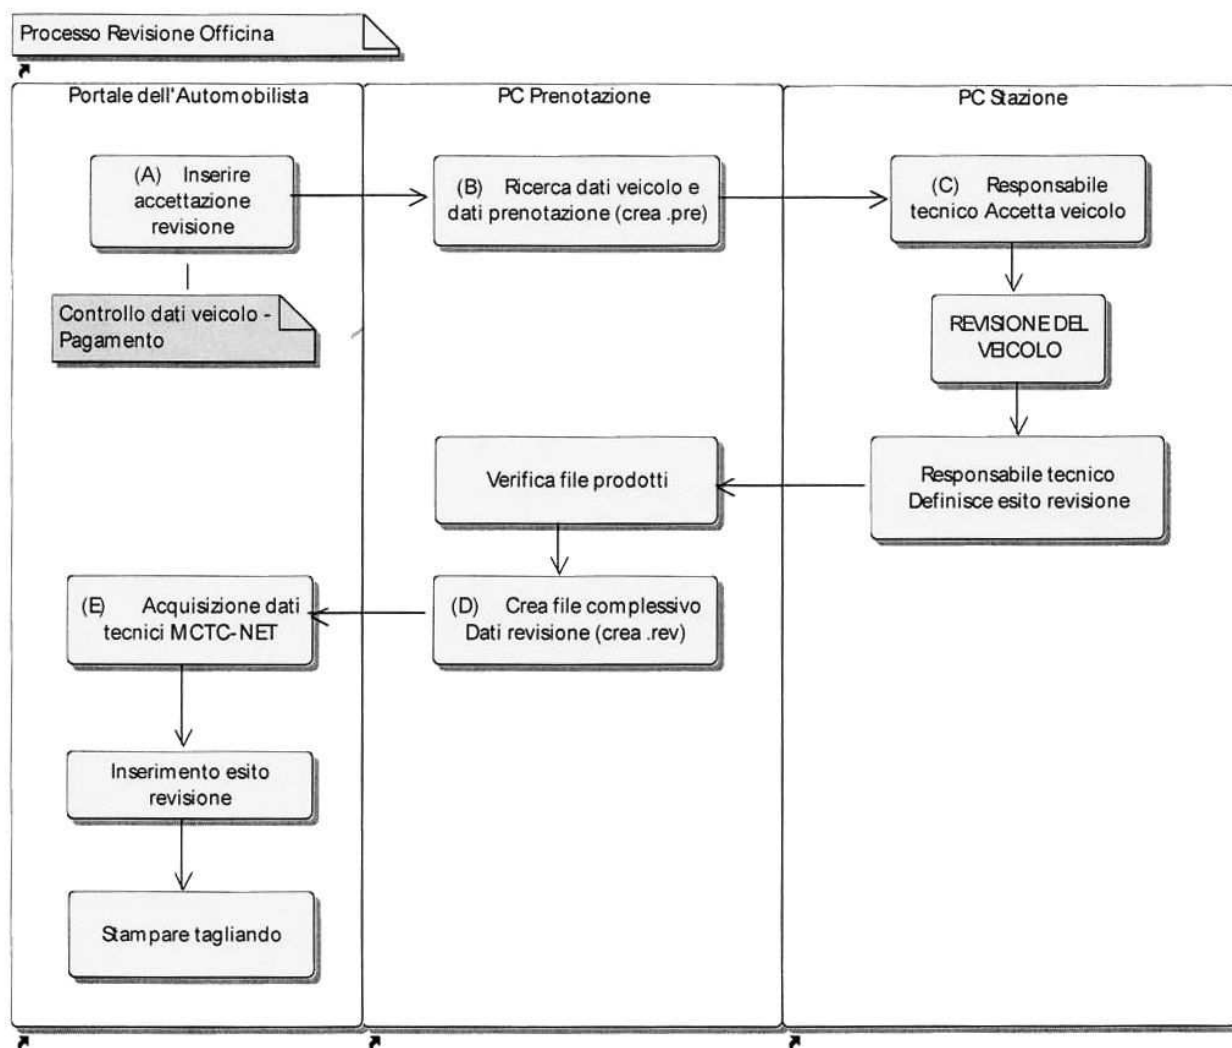 Processo Revisione Officina
Portale dell'Automobilista
PC Prenotazione
PC Stazione
(A) Inserire
accettazione
revisione
(B) Ricerca dati veicolo e
dati prenotazione (crea .pre)
(C) Responsabile
tecnico Accetta veicolo
Controllo dati veicolo -
Pagamento
REVISIONE DEL
VEICOLO
Verifica file prodotti
Responsabile tecnico
Definisce esito revisione
(E) Acquisizione dati
tecnici MCTC-NET
(D) Crea file complessivo
Dati revisione (crea .rev)
Inserimento esito
revisione
Stampare tagliando